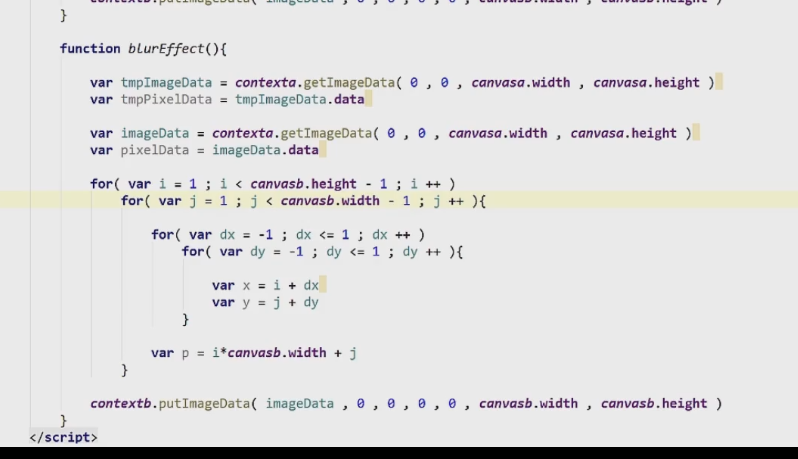 contextb.putImageData( imageData , 0 , 0 , 0 , 0 , canvasb.width , canvasb.height )
}
function blurEffect(){
var tmpImageData = contexta.getImageData( 0 , 0 , canvasa.width , canvasa.height )
var tmpPixelData = tmpImageData.data
var imageData = contexta.getImageData( 0 , 0 , canvasa.width , canvasa.height )
var pixelData = imageData.data
for( var i = 1 ; i < canvasb.height - 1 ; i ++ )
for( var j = 1 ; j < canvasb.width - 1 ; j ++ ){
for( var dx = -1 ; dx <= 1 ; dx ++ )
for( var dy = -1 ; dy <= 1 ; dy ++ ){
var x = i + dx
var y = j + dy
}
var p = i*canvasb.width + j
}
contextb.putImageData( imageData , 0 , 0 , 0 , 0 , canvasb.width , canvasb.height )
}
</script>